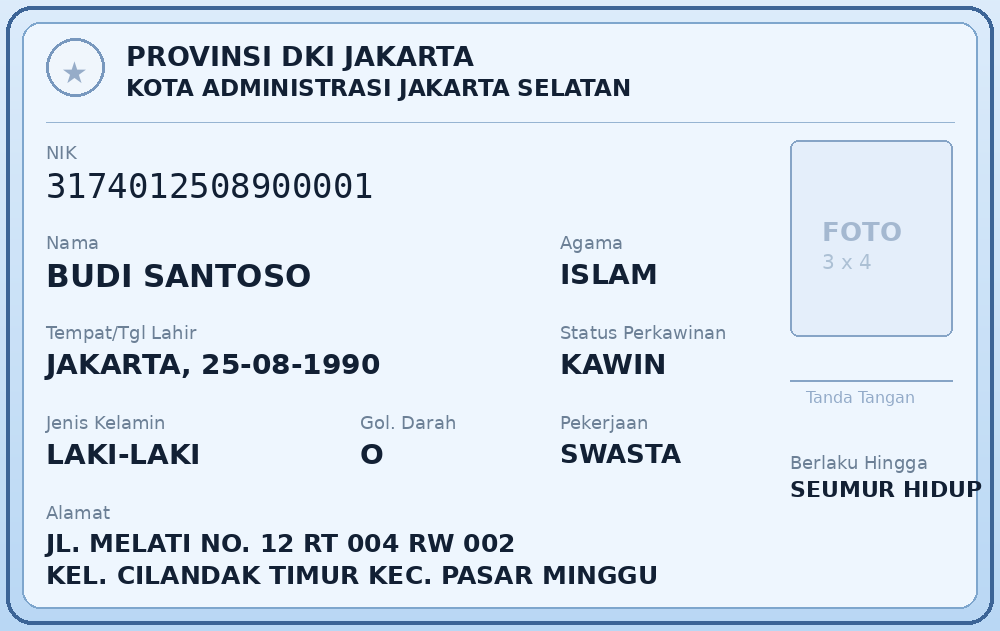 PROVINSI DKI JAKARTA
KOTA ADMINISTRASI JAKARTA SELATAN
NIK
3174012508900001
Nama
BUDI SANTOSO
Agama
ISLAM
Tempat/Tgl Lahir
JAKARTA, 25-08-1990
Status Perkawinan
KAWIN
Jenis Kelamin
LAKI-LAKI
Gol. Darah
O
Pekerjaan
SWASTA
Alamat
JL. MELATI NO. 12 RT 004 RW 002
KEL. CILANDAK TIMUR KEC. PASAR MINGGU
FOTO
3 x 4
Tanda Tangan
Berlaku Hingga
SEUMUR HIDUP